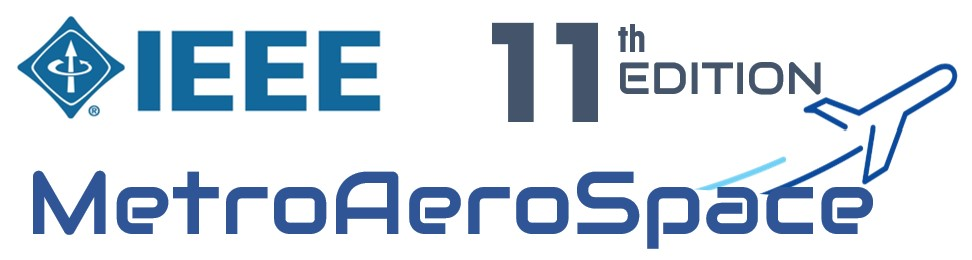 IEEE
®
11th EDITION
MetroAeroSpace